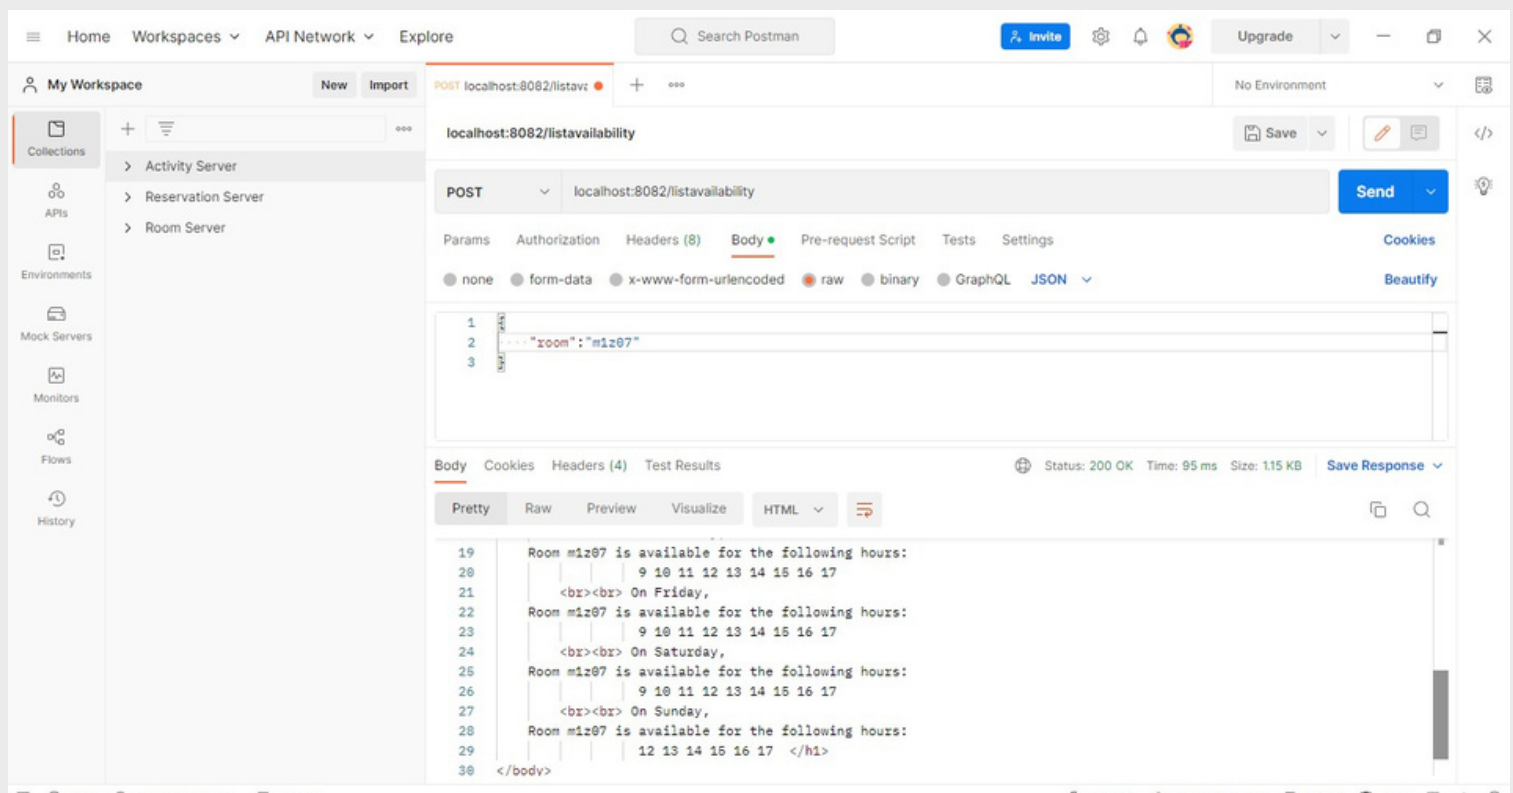 Home Workspaces API Network Explore Search Postman Invite Upgrade
My Workspace New Import POST localhost:8082/listava No Environment
localhost:8082/listavailability Save
Collections
APIs
Environments
Mock Servers
Monitors
Flows
History
Activity Server
Reservation Server
Room Server
POST localhost:8082/listavailability Send
Params Authorization Headers (8) Body Pre-request Script Tests Settings Cookies
none form-data x-www-form-urlencoded raw binary GraphQL JSON Beautify
1 {
2 "room":"m1z07"
3 }
Body Cookies Headers (4) Test Results Status: 200 OK Time: 95 ms Size: 1.15 KB Save Response
Pretty Raw Preview Visualize HTML
19 Room m1z07 is available for the following hours:
20 9 10 11 12 13 14 15 16 17
21 <br><br> On Friday,
22 Room m1z07 is available for the following hours:
23 9 10 11 12 13 14 15 16 17
24 <br><br> On Saturday,
25 Room m1z07 is available for the following hours:
26 9 10 11 12 13 14 15 16 17
27 <br><br> On Sunday,
28 Room m1z07 is available for the following hours:
29 12 13 14 15 16 17 </h1>
30 </body>